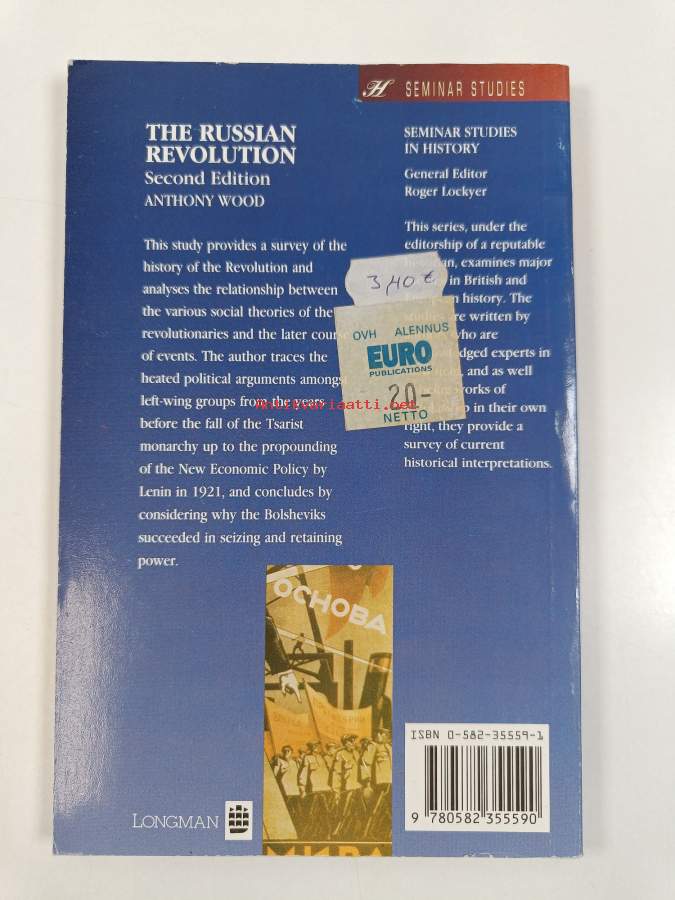 H SEMINAR STUDIES
THE RUSSIAN
REVOLUTION
Second Edition
ANTHONY WOOD
This study provides a survey of the
history of the Revolution and
analyses the relationship between
the various social theories of the
revolutionaries and the later course
of events. The author traces the
heated political arguments amongst
left-wing groups from the years
before the fall of the Tsarist
monarchy up to the propounding
of the New Economic Policy by
Lenin in 1921, and concludes by
considering why the Bolsheviks
succeeded in seizing and retaining
power.
SEMINAR STUDIES
IN HISTORY
General Editor
Roger Lockyer
This series, under the
editorship of a reputable
examines major
in British and
history. The
are written by
who are
experts in
and as well
works of
in their own
right, they provide a
survey of current
historical interpretations.
3,40 €
OVH ALENNUS
EURO
PUBLICATIONS
20-
NETTO
Antikvariaatti.net
ОСНОВА
МИРА
LONGMAN
ISBN 0-582-35559-1
9 780582 355590